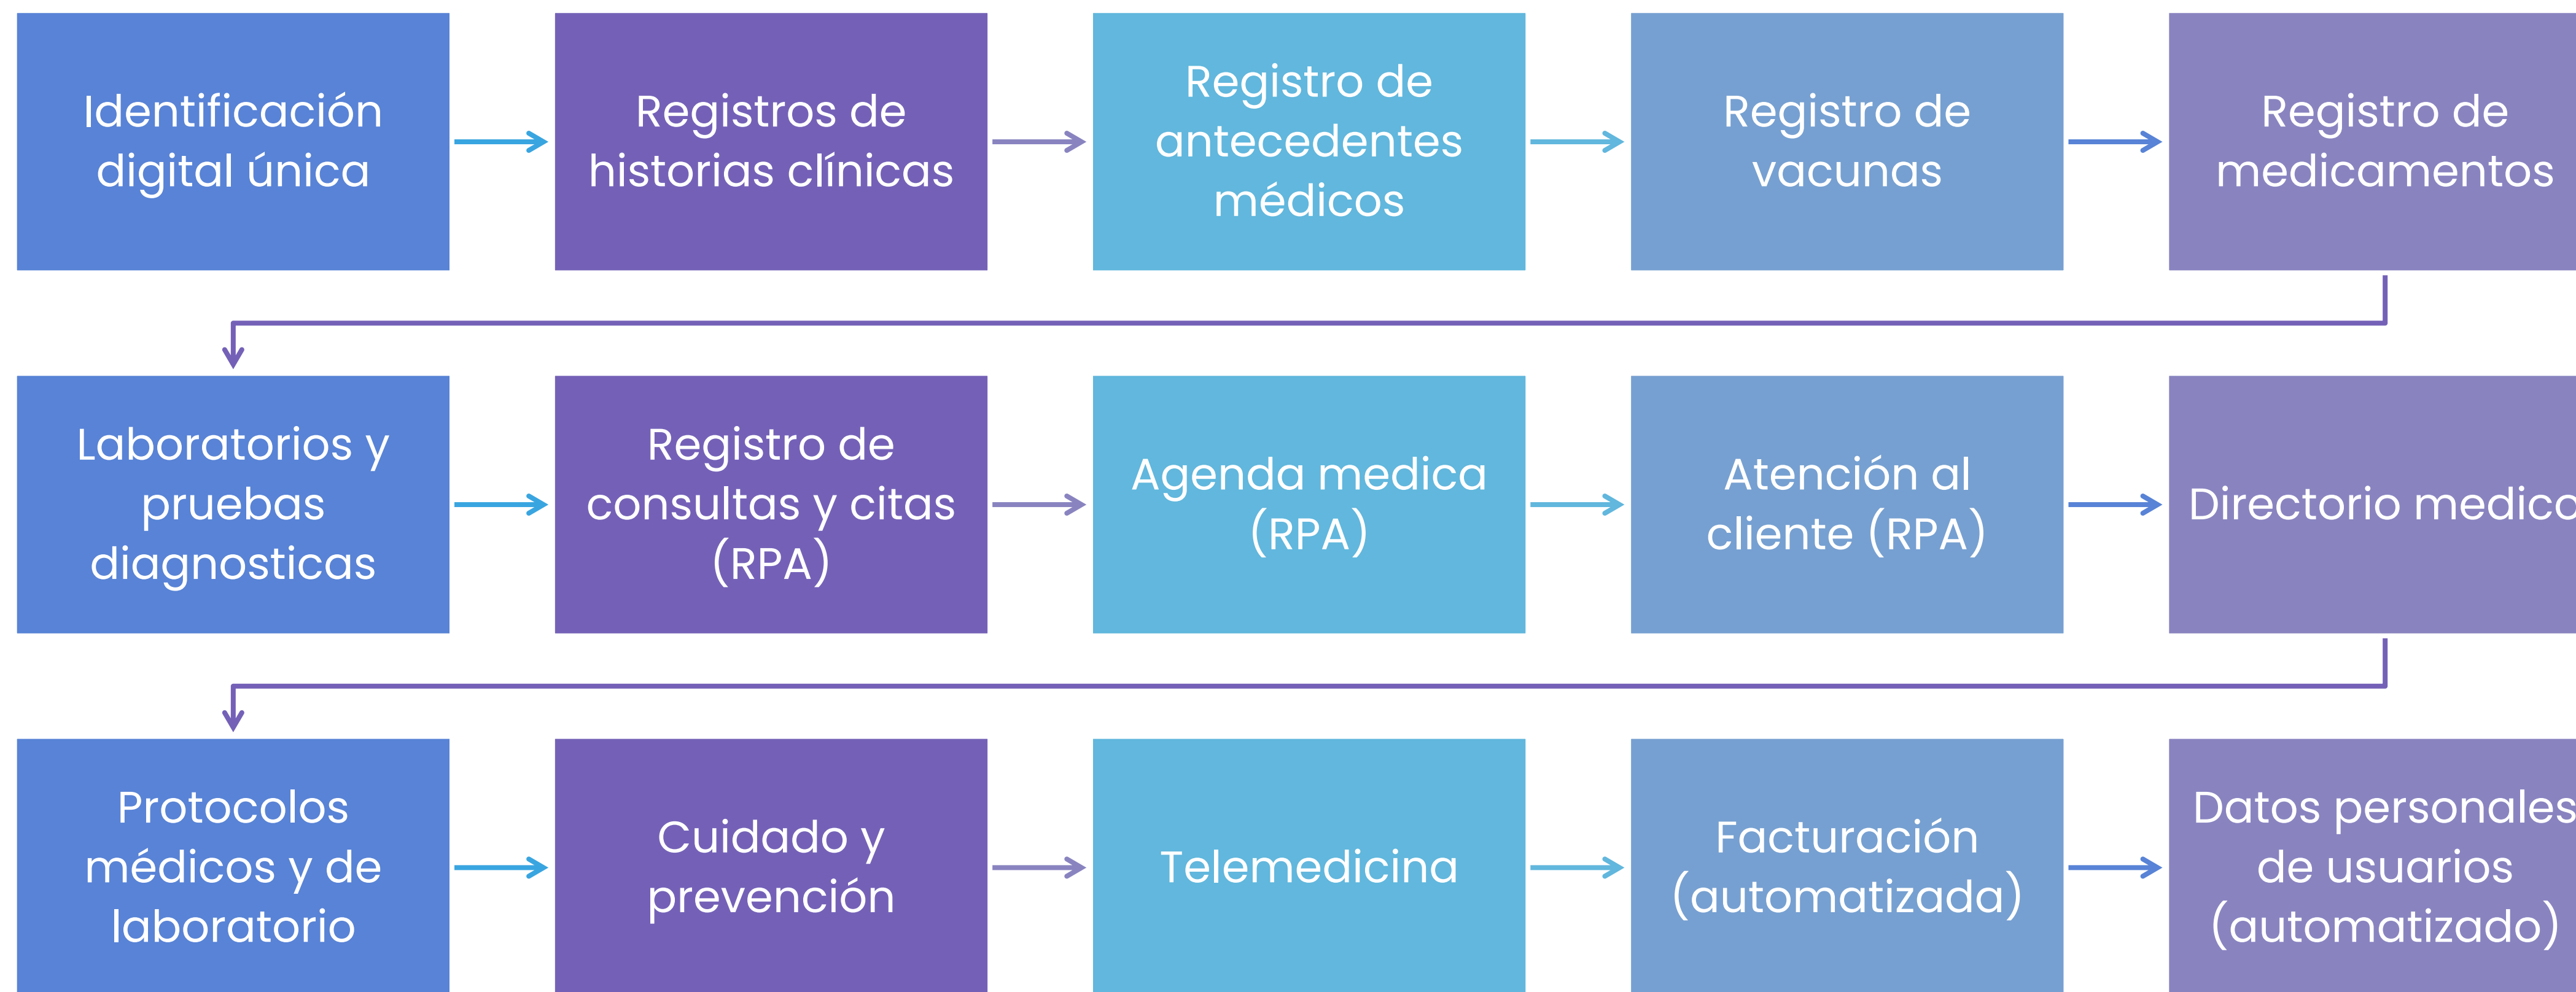 Identificación
digital única
Registros de
historias clínicas
Registro de
antecedentes
médicos
Registro de
vacunas
Registro de
medicamentos
Laboratorios y
pruebas
diagnosticas
Registro de
consultas y citas
(RPA)
Agenda medica
(RPA)
Atención al
cliente (RPA)
Directorio medico
Protocolos
médicos y de
laboratorio
Cuidado y
prevención
Telemedicina
Facturación
(automatizada)
Datos personales
de usuarios
(automatizado)